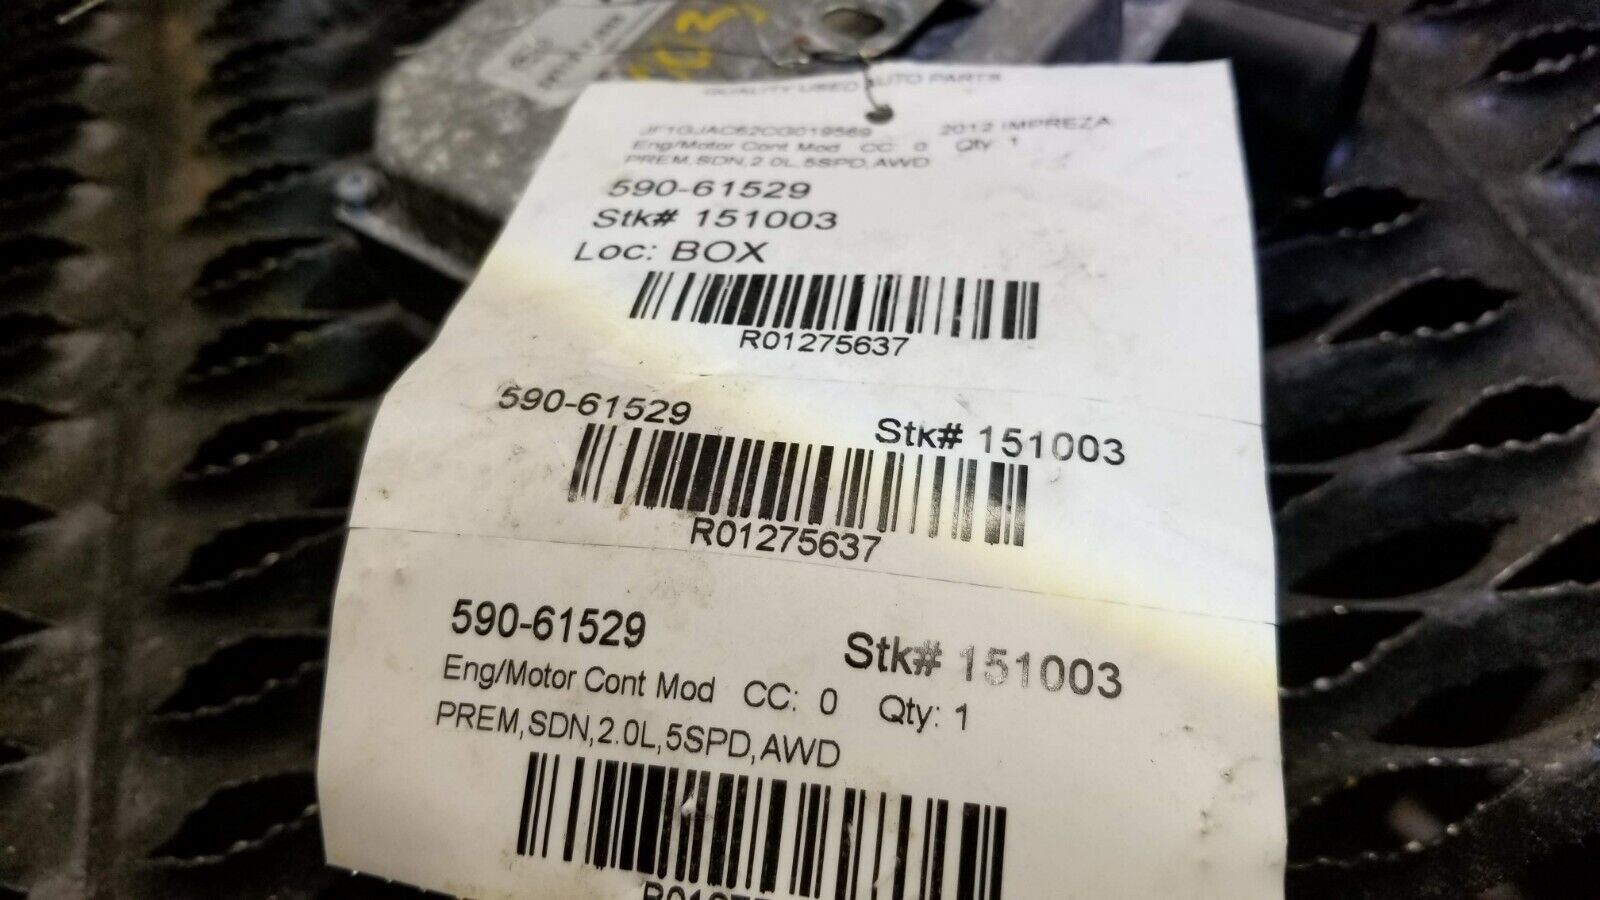 QUALITY USED AUTO PARTS
JF1GJAC62CG019569 2012 IMPREZA
Eng/Motor Cont Mod CC: 0 Qty: 1
PREM,SDN,2.0L,5SPD,AWD
590-61529
Stk# 151003
Loc: BOX
R01275637
590-61529 Stk# 151003
R01275637
590-61529 Stk# 151003
Eng/Motor Cont Mod CC: 0 Qty: 1
PREM,SDN,2.0L,5SPD,AWD